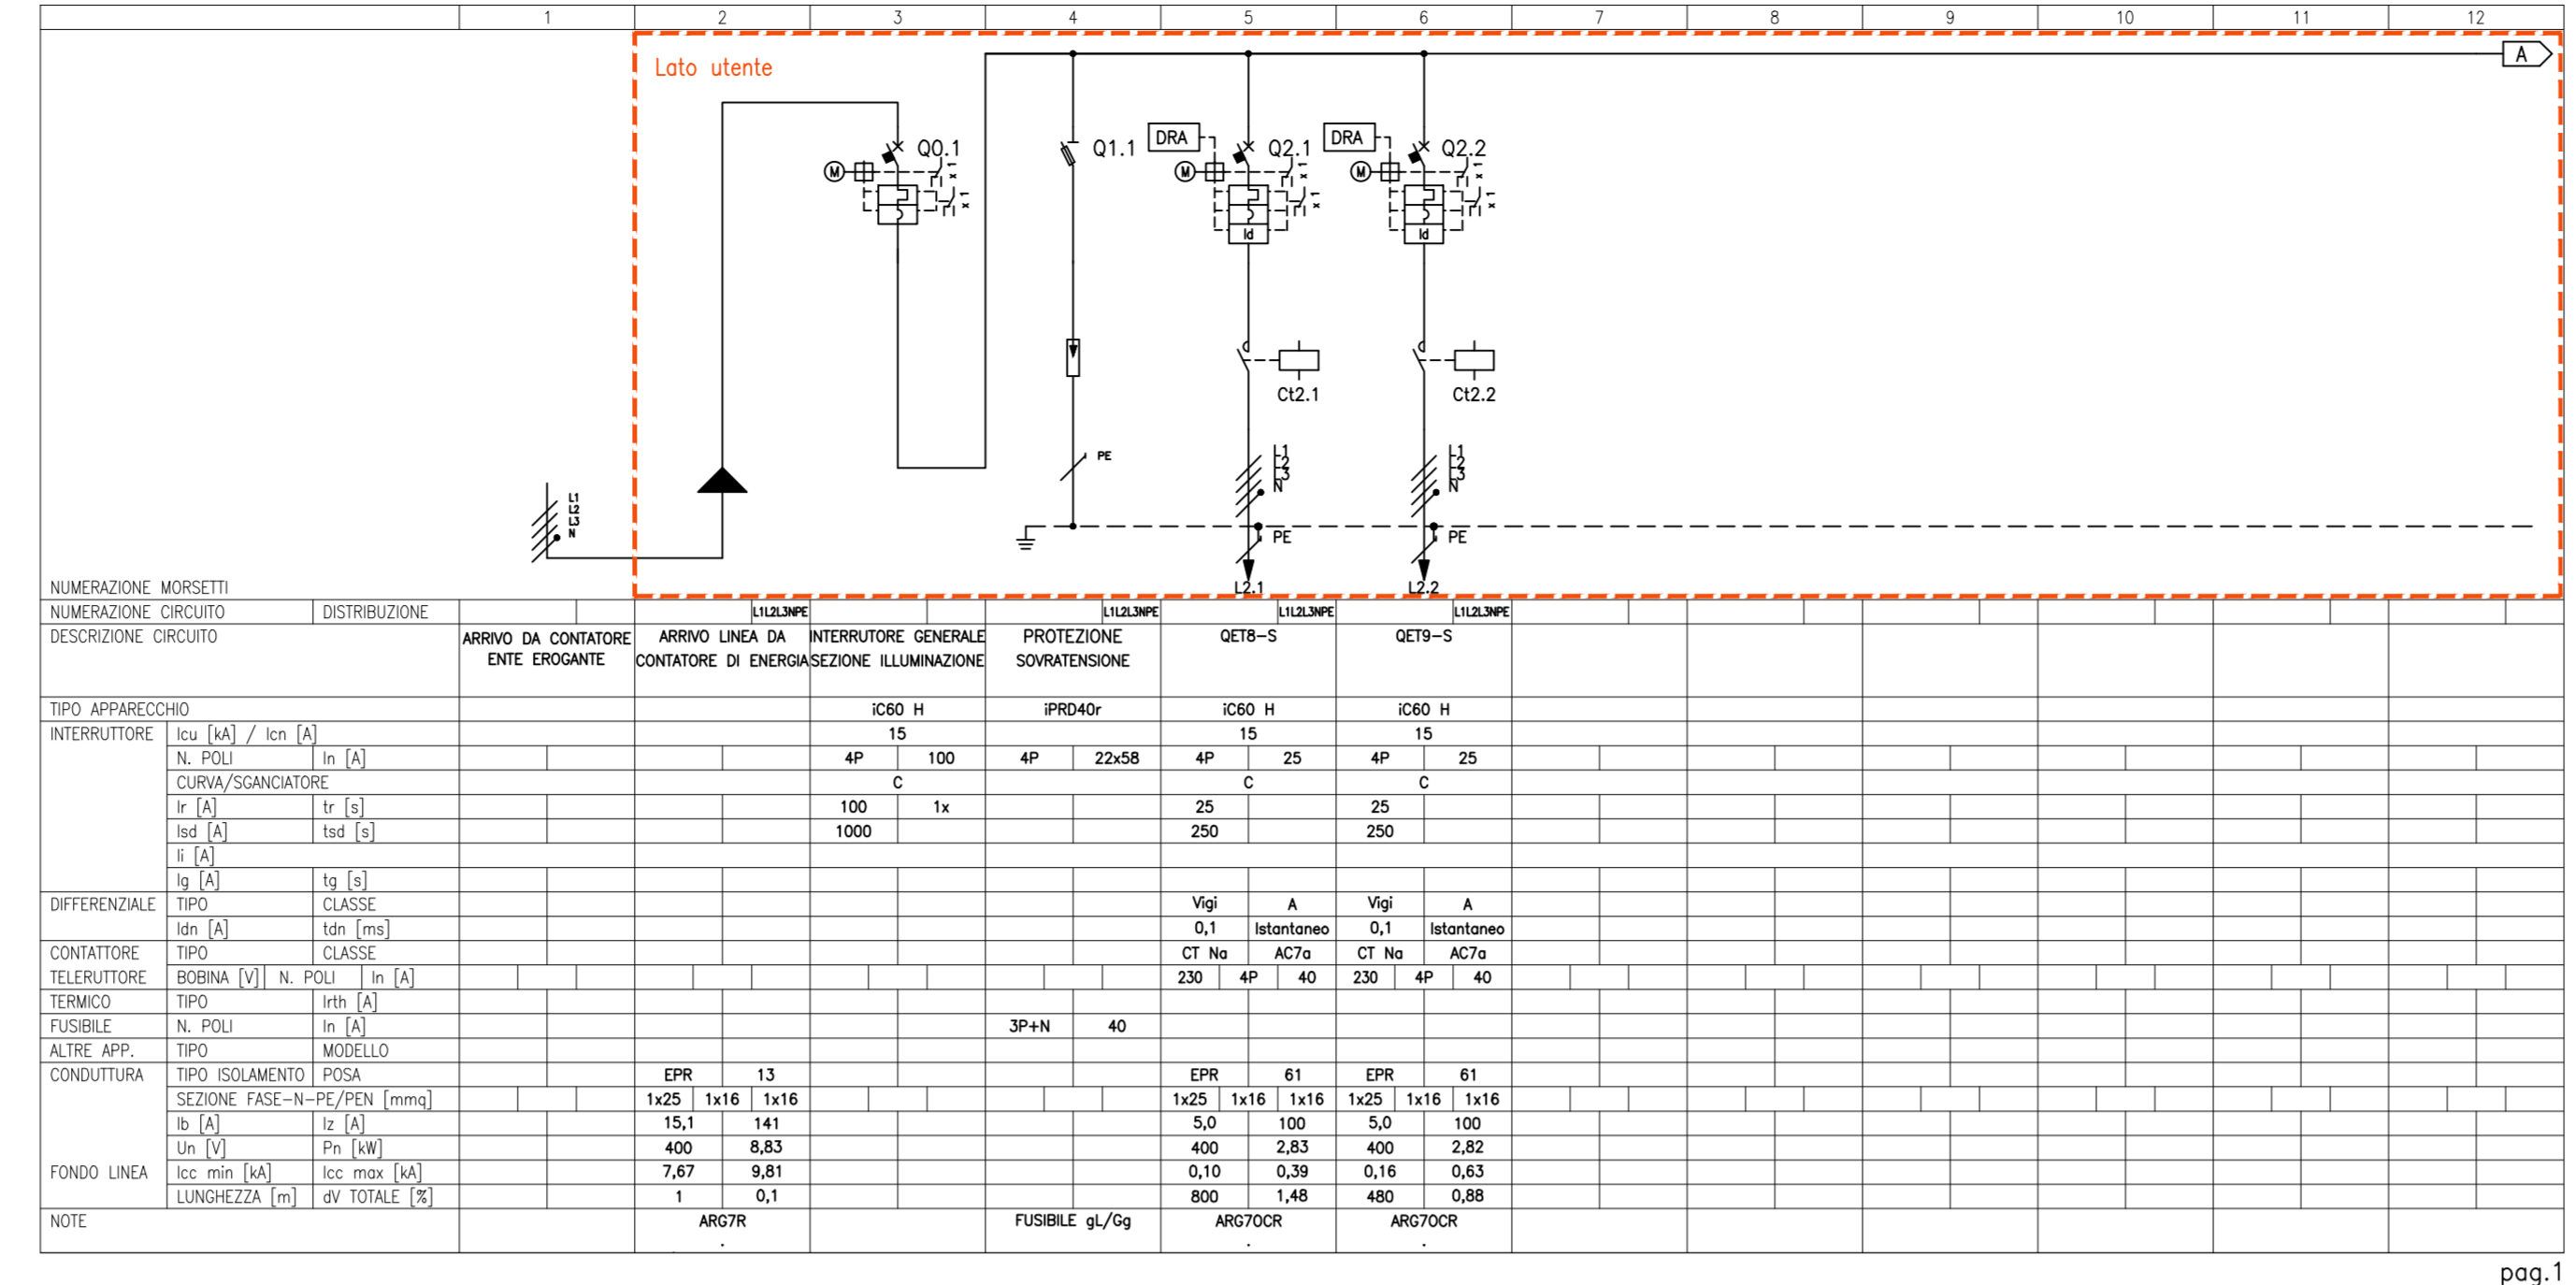 1 2 3 4 5 6 7 8 9 10 11 12
Lato utente
A
Q0.1 Q1.1 DRA Q2.1 DRA Q2.2
M x 1 x 1 M x 1 x 1 M x 1 x 1
Id Id
Ct2.1 Ct2.2
PE
L1 L2 L3 N
L1 L2 L3 N
L1 L2 L3 N
PE PE
L2.1 L2.2
NUMERAZIONE MORSETTI
NUMERAZIONE CIRCUITO DISTRIBUZIONE L1L2L3NPE L1L2L3NPE L1L2L3NPE L1L2L3NPE
DESCRIZIONE CIRCUITO ARRIVO DA CONTATORE ARRIVO LINEA DA INTERRUTORE GENERALE PROTEZIONE QET8-S QET9-S
ENTE EROGANTE CONTATORE DI ENERGIA SEZIONE ILLUMINAZIONE SOVRATENSIONE
TIPO APPARECCHIO iC60 H iPRD40r iC60 H iC60 H
INTERRUTTORE Icu [kA] / Icn [A] 15 15 15
N. POLI In [A] 4P 100 4P 22x58 4P 25 4P 25
CURVA/SGANCIATORE C C C
Ir [A] tr [s] 100 1x 25 25
Isd [A] tsd [s] 1000 250 250
Ii [A]
Ig [A] tg [s]
DIFFERENZIALE TIPO CLASSE Vigi A Vigi A
Idn [A] tdn [ms] 0,1 Istantaneo 0,1 Istantaneo
CONTATTORE TIPO CLASSE CT Na AC7a CT Na AC7a
TELERUTTORE BOBINA [V] N. POLI In [A] 230 4P 40 230 4P 40
TERMICO TIPO Irth [A]
FUSIBILE N. POLI In [A] 3P+N 40
ALTRE APP. TIPO MODELLO
CONDUTTURA TIPO ISOLAMENTO POSA EPR 13 EPR 61 EPR 61
SEZIONE FASE-N-PE/PEN [mmq] 1x25 1x16 1x16 1x25 1x16 1x16 1x25 1x16 1x16
Ib [A] Iz [A] 15,1 141 5,0 100 5,0 100
Un [V] Pn [kW] 400 8,83 400 2,83 400 2,82
FONDO LINEA Icc min [kA] Icc max [kA] 7,67 9,81 0,10 0,39 0,16 0,63
LUNGHEZZA [m] dV TOTALE [%] 1 0,1 800 1,48 480 0,88
NOTE ARG7R FUSIBILE gL/Gg ARG7OCR ARG7OCR
. . .
pag.1